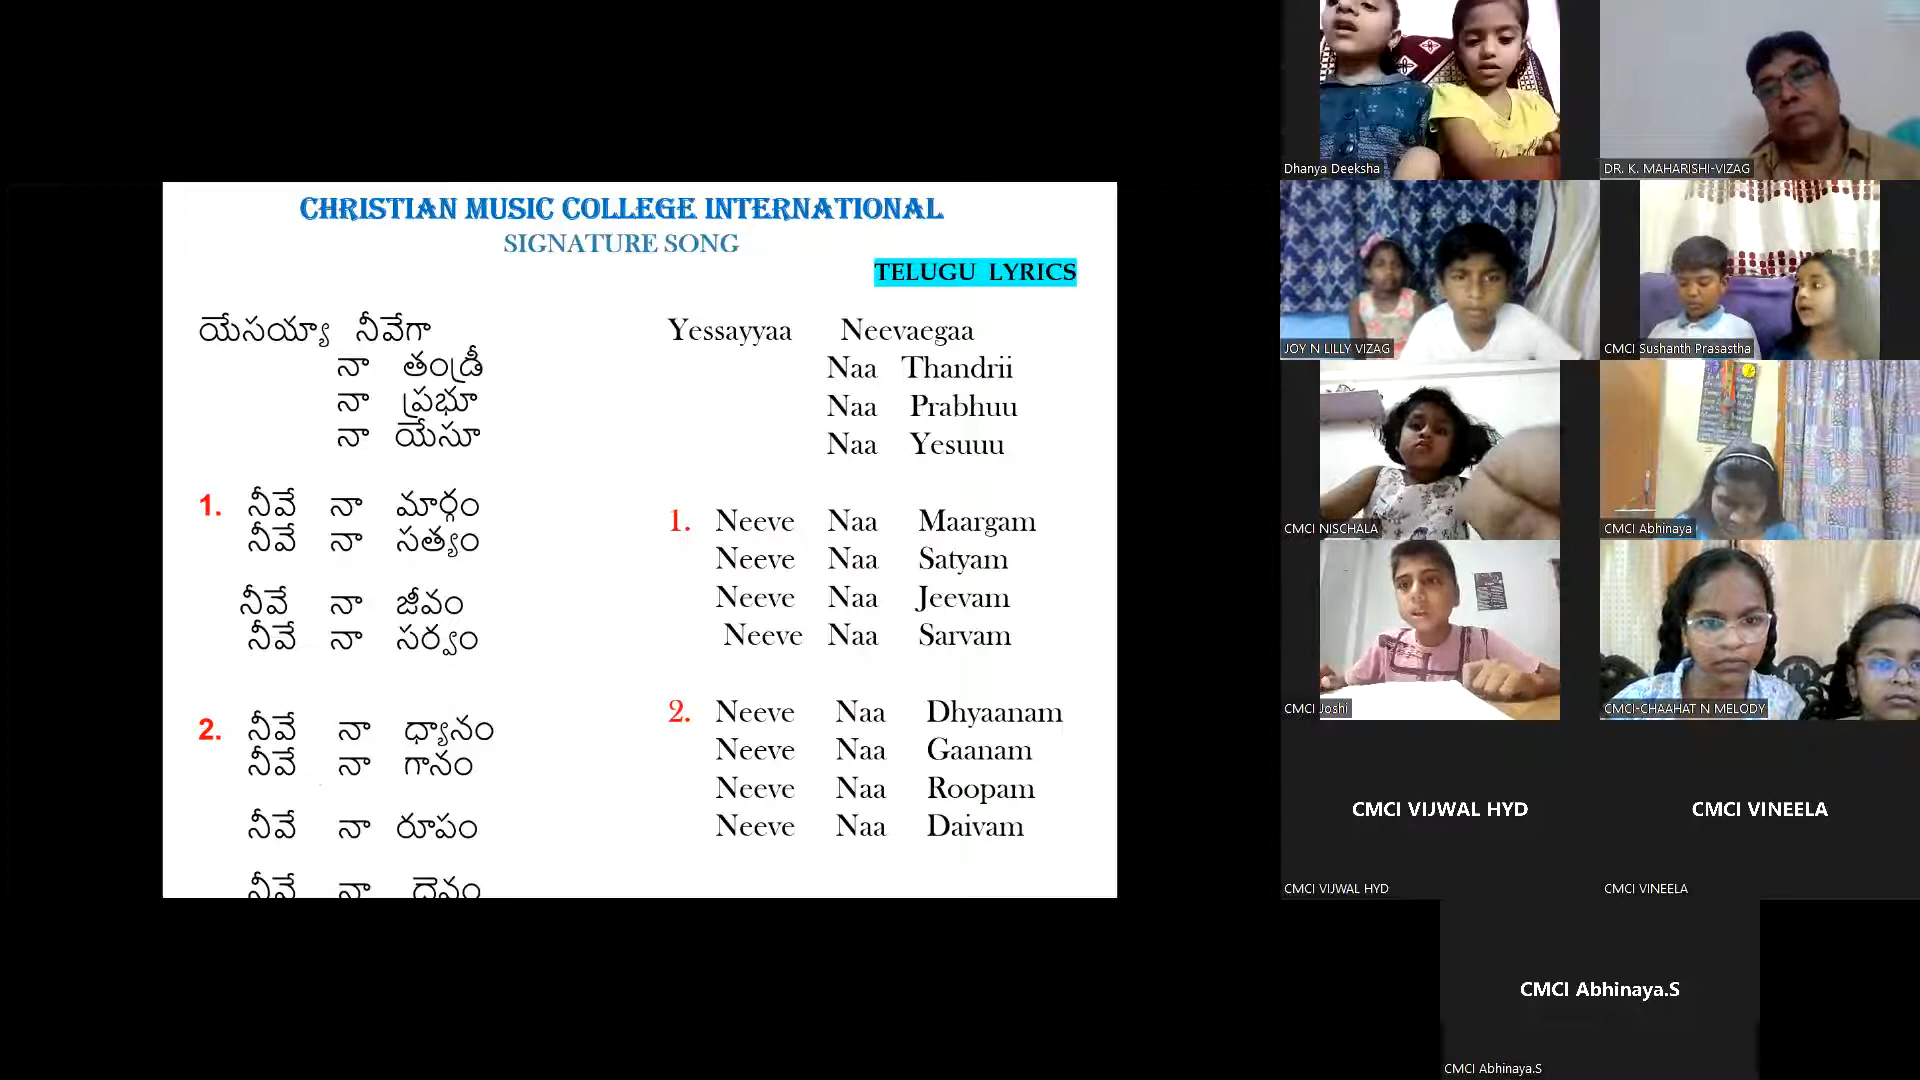 CHRISTIAN MUSIC COLLEGE INTERNATIONAL
SIGNATURE SONG
TELUGU LYRICS
యేసయ్యా నీవేగా
నా తండ్రీ
నా ప్రభూ
నా యేసూ
1. నీవే నా మార్గం
నీవే నా సత్యం
నీవే నా జీవం
నీవే నా సర్వం
2. నీవే నా ధ్యానం
నీవే నా గానం
నీవే నా రూపం
నీవే నా దైవం
Yessayyaa Neevaegaa
Naa Thandrii
Naa Prabhuu
Naa Yesuuu
1. Neeve Naa Maargam
Neeve Naa Satyam
Neeve Naa Jeevam
Neeve Naa Sarvam
2. Neeve Naa Dhyaanam
Neeve Naa Gaanam
Neeve Naa Roopam
Neeve Naa Daivam
Dhanya Deeksha
DR. K. MAHARISHI-VIZAG
JOY N LILLY VIZAG
CMCI Sushanth Prasastha
CMCI NISCHALA
CMCI Abhinaya
CMCI Joshi
CMCI-CHAAHAT N MELODY
CMCI VIJWAL HYD
CMCI VINEELA
CMCI VIJWAL HYD
CMCI VINEELA
CMCI Abhinaya.S
CMCI Abhinaya.S